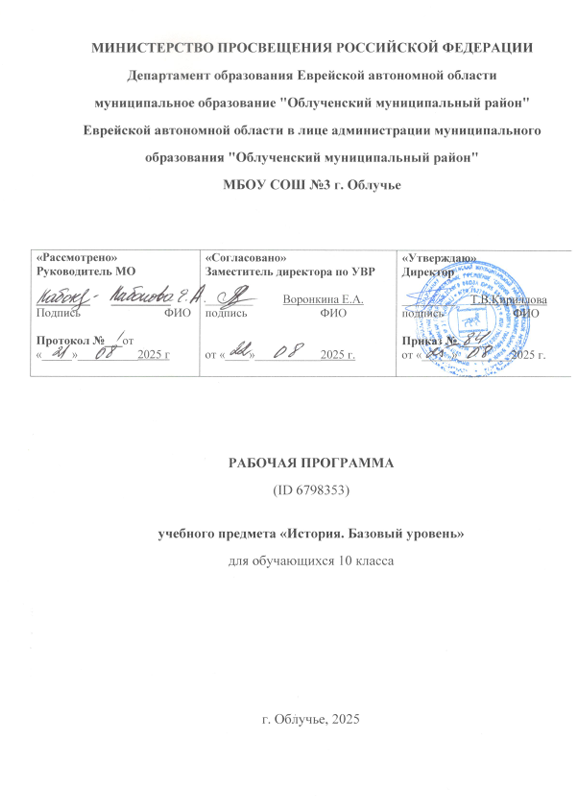 МИНИСТЕРСТВО ПРОСВЕЩЕНИЯ РОССИЙСКОЙ ФЕДЕРАЦИИ
Департамент образования Еврейской автономной области
муниципальное образование "Облученский муниципальный район"
Еврейской автономной области в лице администрации муниципального
образования "Облученский муниципальный район"
МБОУ СОШ №3 г. Облучье
«Рассмотрено»
Руководитель МО
Подпись ФИО
Протокол № 1 от
« 21 » 08 2025 г
«Согласовано»
Заместитель директора по УВР
Воронкина Е.А.
подпись ФИО
от « 22 » 08 2025 г.
«Утверждаю»
Директор
Т.В.Кириллова
подпись ФИО
Приказ № 84
от « » 08 2025 г.
РАБОЧАЯ ПРОГРАММА
(ID 6798353)
учебного предмета «История. Базовый уровень»
для обучающихся 10 класса
г. Облучье, 2025